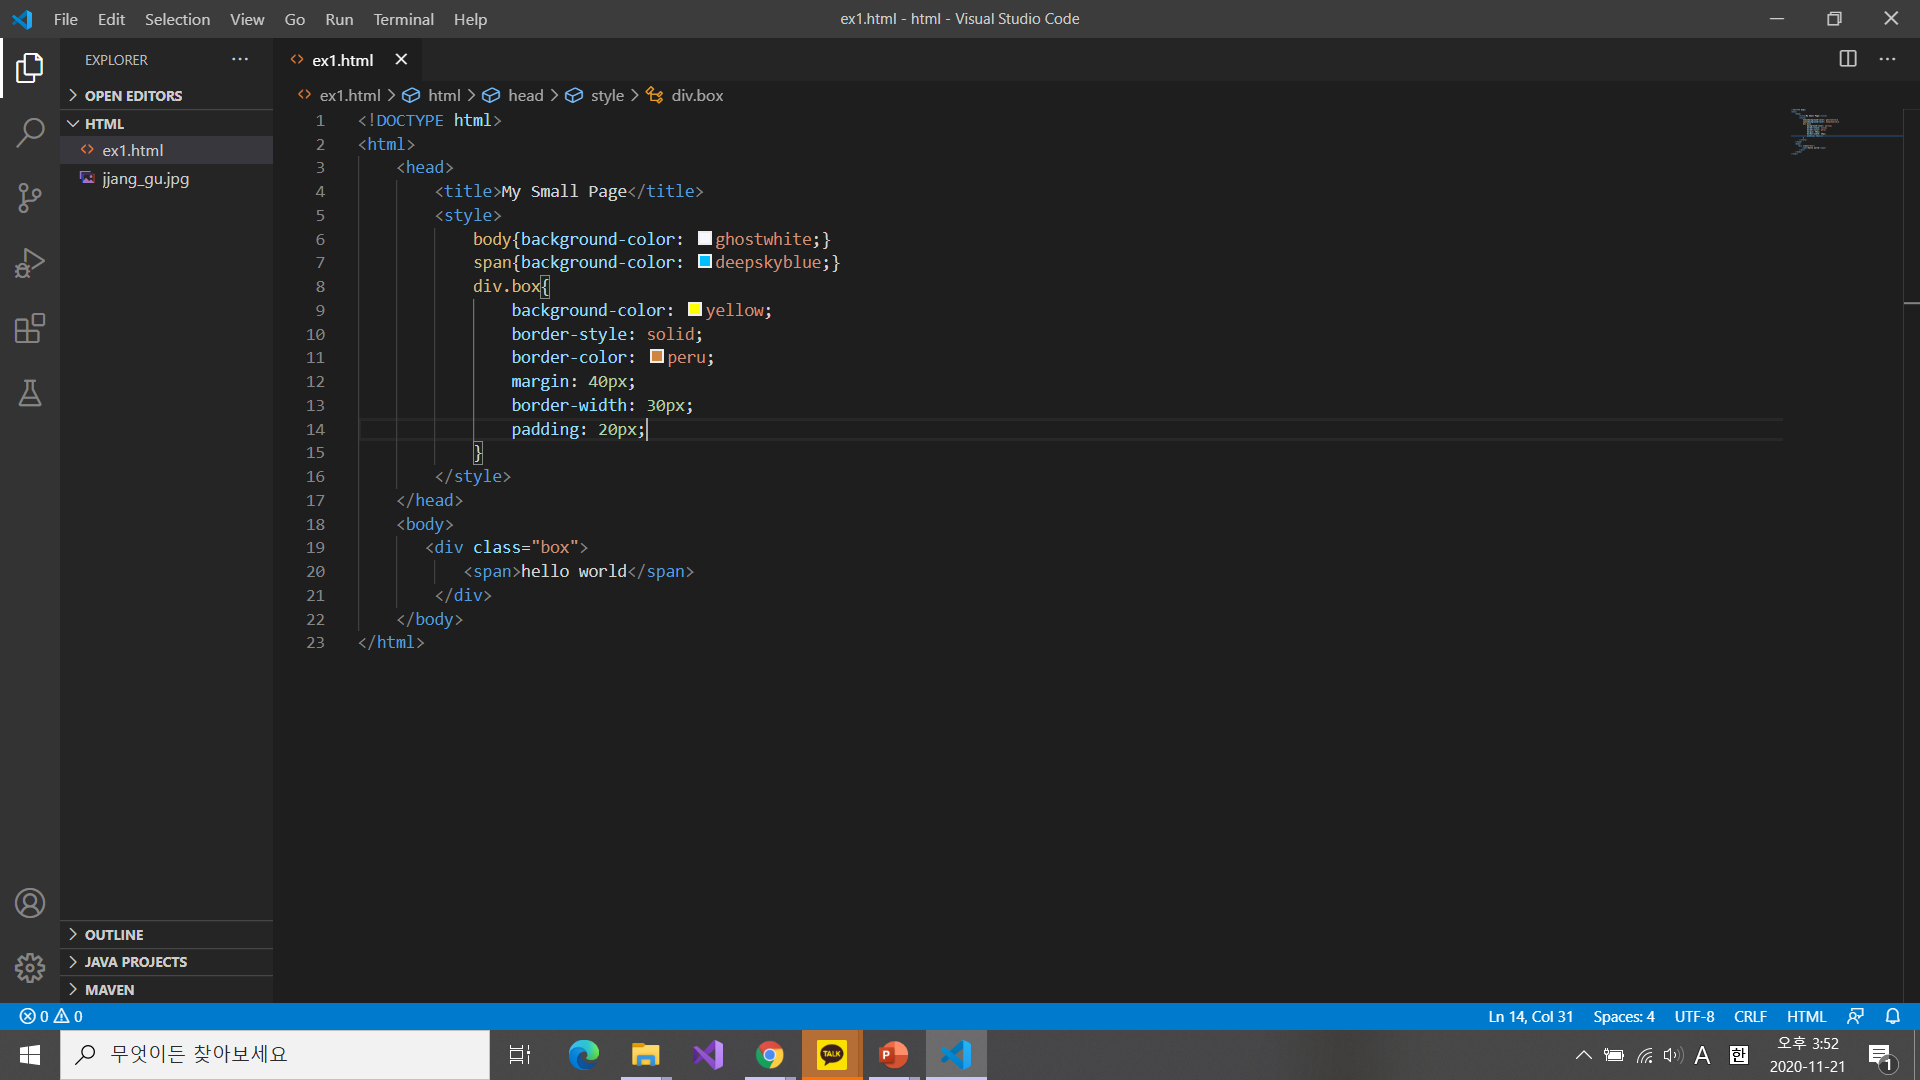 File Edit Selection View Go Run Terminal Help
ex1.html - html - Visual Studio Code
EXPLORER
OPEN EDITORS
HTML
ex1.html
jjang_gu.jpg
OUTLINE
JAVA PROJECTS
MAVEN
ex1.html
ex1.html > html > head > style > div.box
1 <!DOCTYPE html>
2 <html>
3 <head>
4 <title>My Small Page</title>
5 <style>
6 body{background-color: ghostwhite;}
7 span{background-color: deepskyblue;}
8 div.box{
9 background-color: yellow;
10 border-style: solid;
11 border-color: peru;
12 margin: 40px;
13 border-width: 30px;
14 padding: 20px;
15 }
16 </style>
17 </head>
18 <body>
19 <div class="box">
20 <span>hello world</span>
21 </div>
22 </body>
23 </html>
0 0
Ln 14, Col 31 Spaces: 4 UTF-8 CRLF HTML
무엇이든 찾아보세요
TALK
P
A 한
오후 3:52
2020-11-21
1